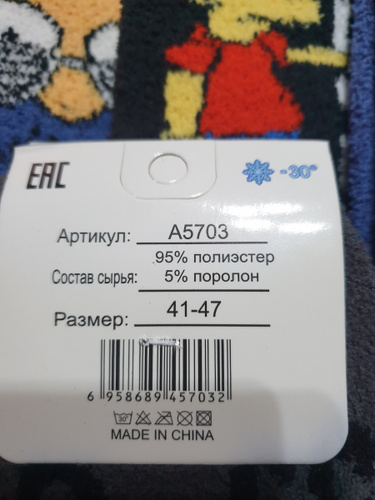 EAC
-30°
Артикул: A5703
95% полиэстер
Состав сырья: 5% поролон
Размер: 41-47
6 958689 457032
MADE IN CHINA